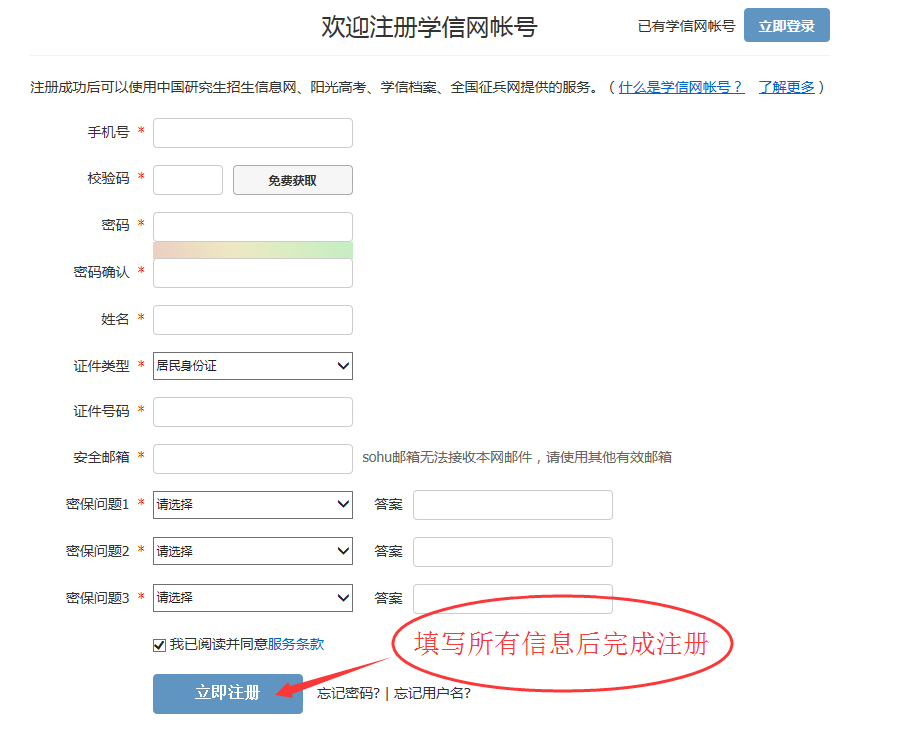 欢迎注册学信网帐号
已有学信网帐号 立即登录
注册成功后可以使用中国研究生招生信息网、阳光高考、学信档案、全国征兵网提供的服务。（什么是学信网帐号？ 了解更多）
手机号 *
校验码 * 免费获取
密码 *
密码确认 *
姓名 *
证件类型 * 居民身份证
证件号码 *
安全邮箱 * sohu邮箱无法接收本网邮件，请使用其他有效邮箱
密保问题1 * 请选择 答案
密保问题2 * 请选择 答案
密保问题3 * 请选择 答案
我已阅读并同意服务条款
填写所有信息后完成注册
立即注册 忘记密码? | 忘记用户名?